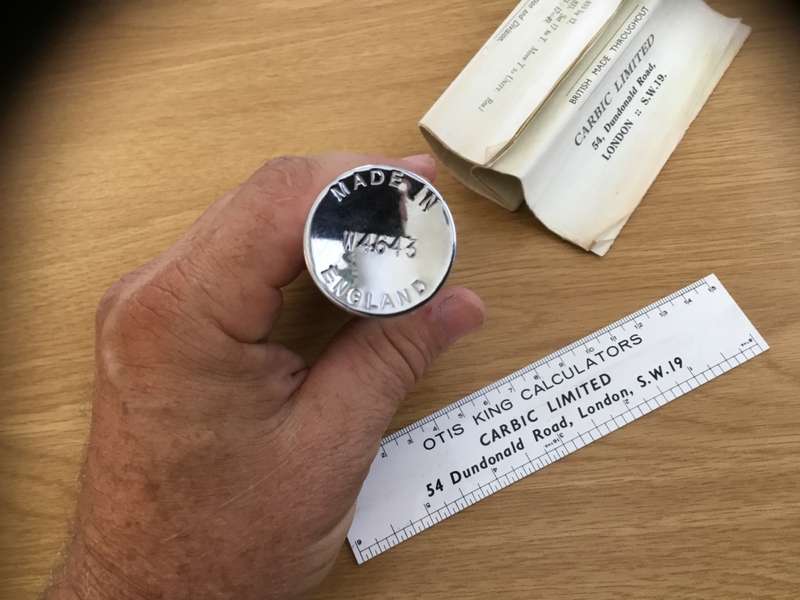 MADE IN
W4643
ENGLAND
BRITISH MADE THROUGHOUT
CARBIC LIMITED
54, Dundonald Road,
LONDON :: S.W.19.
OTIS KING CALCULATORS
CARBIC LIMITED
54 Dundonald Road, London, S.W.19